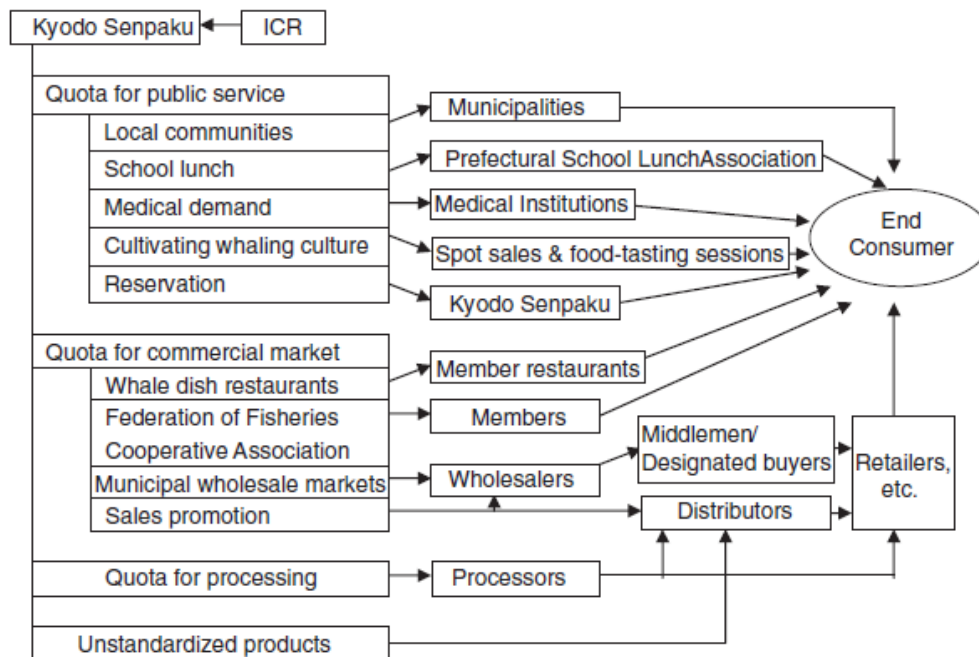 Kyodo Senpaku
ICR
Quota for public service
Local communities
School lunch
Medical demand
Cultivating whaling culture
Reservation
Municipalities
Prefectural School LunchAssociation
Medical Institutions
Spot sales & food-tasting sessions
Kyodo Senpaku
End
Consumer
Quota for commercial market
Whale dish restaurants
Federation of Fisheries
Cooperative Association
Municipal wholesale markets
Sales promotion
Member restaurants
Members
Wholesalers
Middlemen/
Designated buyers
Distributors
Retailers,
etc.
Quota for processing
Processors
Unstandardized products